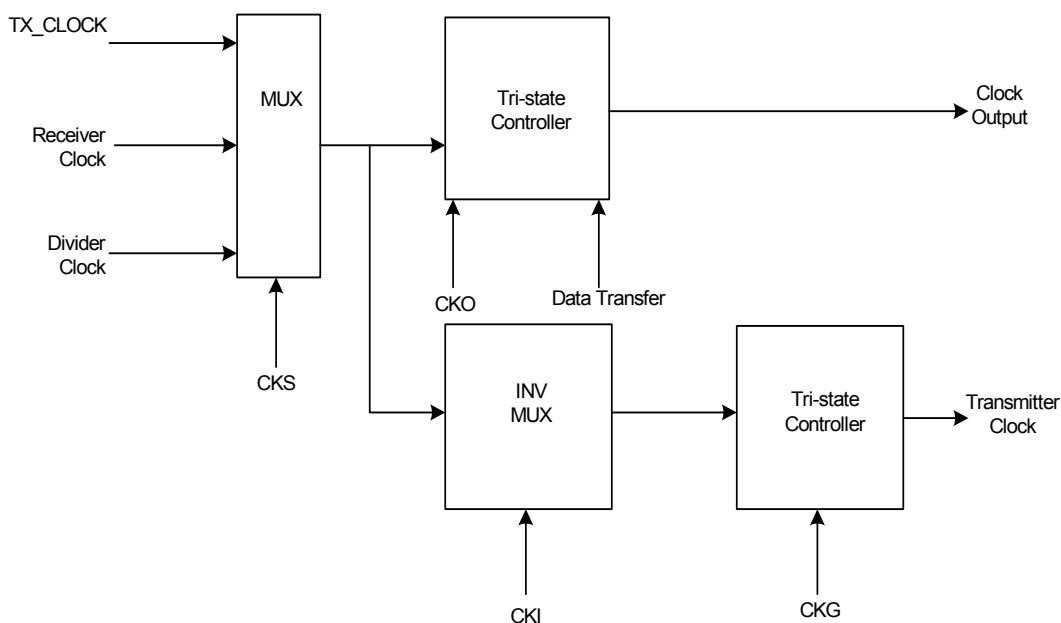 TX_CLOCK
MUX
Receiver
Clock
Divider
Clock
CKS
Tri-state
Controller
Clock
Output
CKO
Data Transfer
INV
MUX
Tri-state
Controller
Transmitter
Clock
CKI
CKG